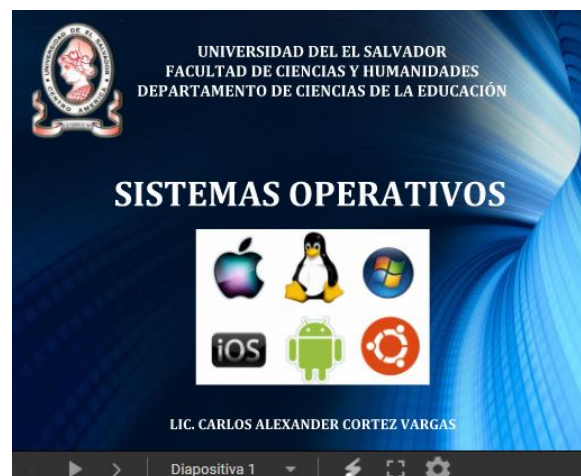 UNIVERSIDAD DEL EL SALVADOR
FACULTAD DE CIENCIAS Y HUMANIDADES
DEPARTAMENTO DE CIENCIAS DE LA EDUCACIÓN
SISTEMAS OPERATIVOS
iOS
LIC. CARLOS ALEXANDER CORTEZ VARGAS
Diapositiva 1